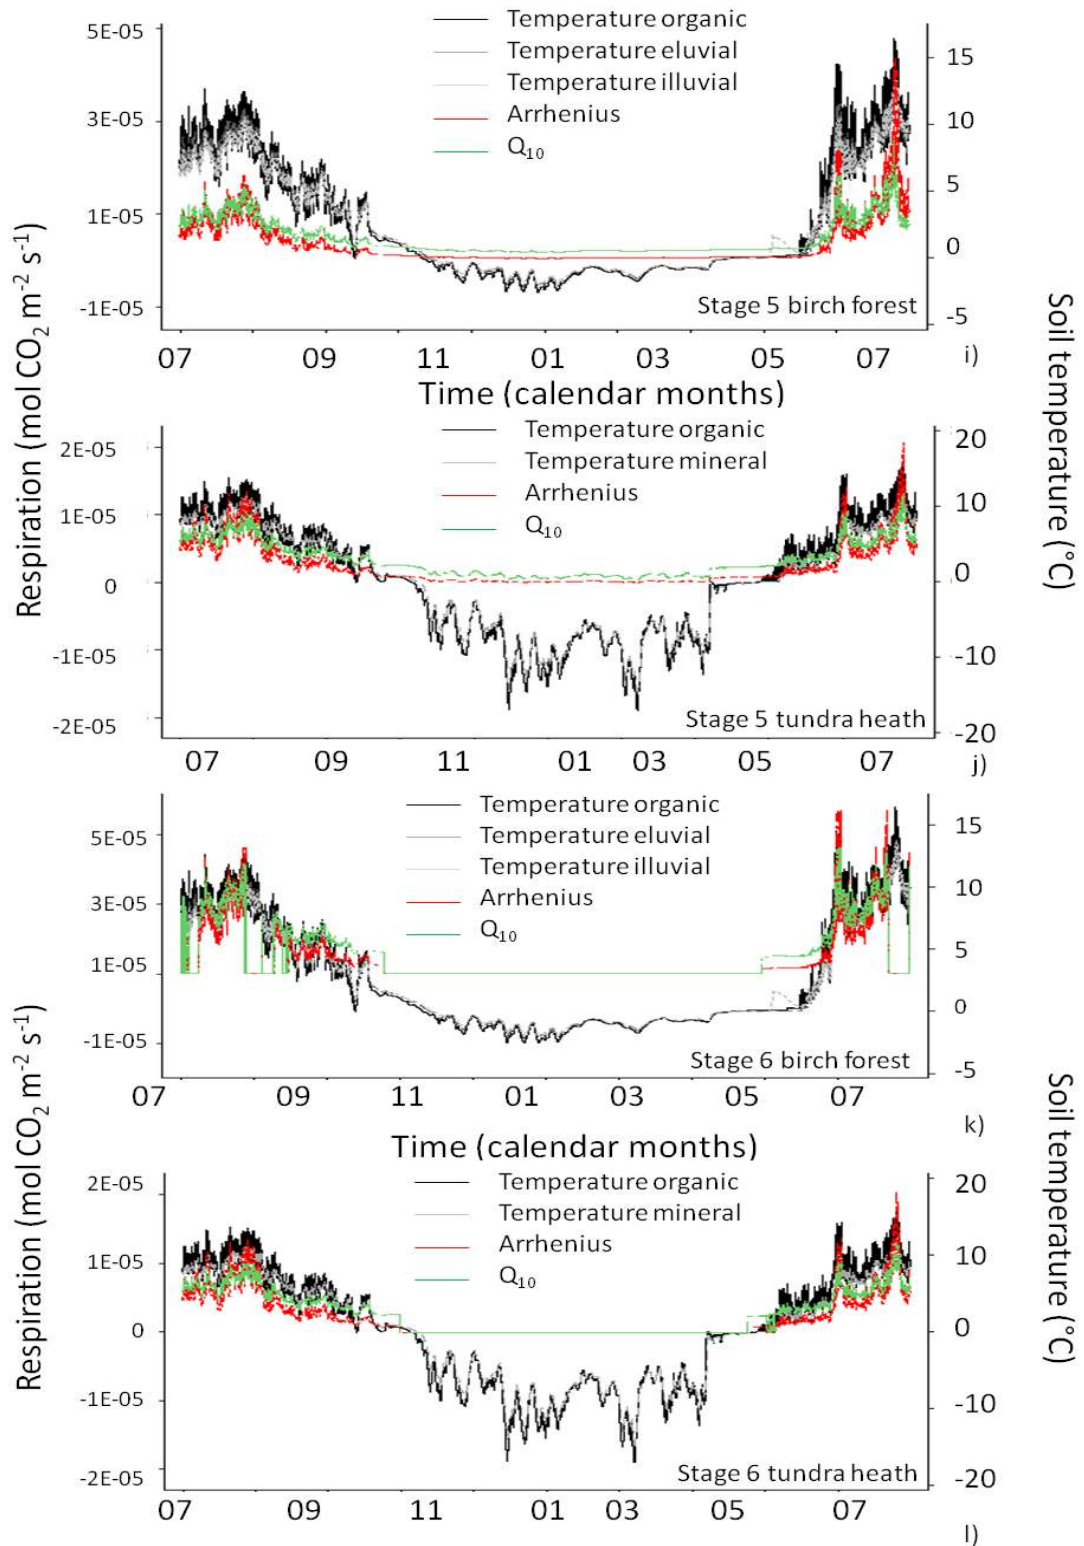 Temperature organic
Temperature eluvial
Temperature illuvial
Arrhenius
Q10
5E-05
3E-05
1E-05
-1E-05
15
10
5
0
-5
Stage 5 birch forest
07 09 11 01 03 05 07
i)
Time (calendar months)
Respiration (mol CO2 m-2 s-1)
Soil temperature (°C)
Temperature organic
Temperature mineral
Arrhenius
Q10
2E-05
1E-05
0
-1E-05
-2E-05
20
10
0
-10
-20
Stage 5 tundra heath
07 09 11 01 03 05 07
j)
Temperature organic
Temperature eluvial
Temperature illuvial
Arrhenius
Q10
5E-05
3E-05
1E-05
-1E-05
15
10
5
0
-5
Stage 6 birch forest
07 09 11 01 03 05 07
k)
Time (calendar months)
Respiration (mol CO2 m-2 s-1)
Soil temperature (°C)
Temperature organic
Temperature mineral
Arrhenius
Q10
2E-05
1E-05
0
-1E-05
-2E-05
20
10
0
-10
-20
Stage 6 tundra heath
07 09 11 01 03 05 07
l)